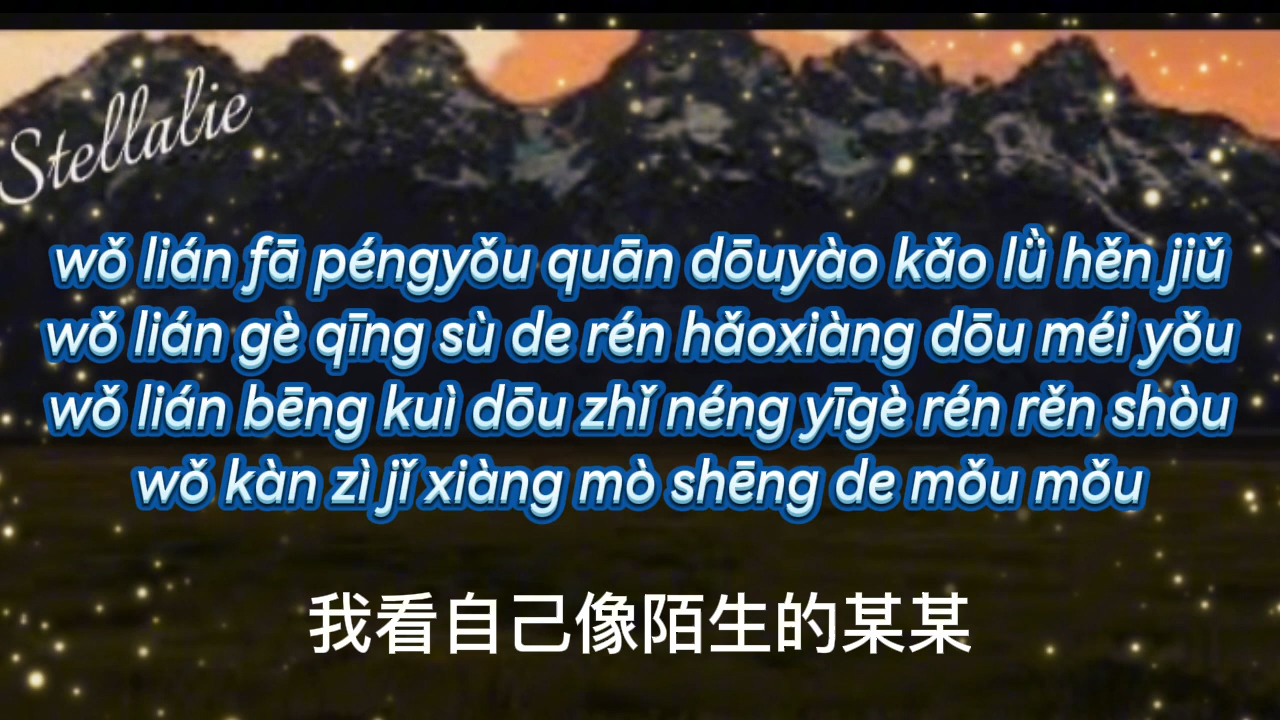 Stellalie
wǒ lián fā péngyǒu quān dōuyào kǎo lǜ hěn jiǔ
wǒ lián gè qīng sù de rén hǎoxiàng dōu méi yǒu
wǒ lián bēng kuì dōu zhǐ néng yīgè rén rěn shòu
wǒ kàn zì jǐ xiàng mò shēng de mǒu mǒu
我看自己像陌生的某某